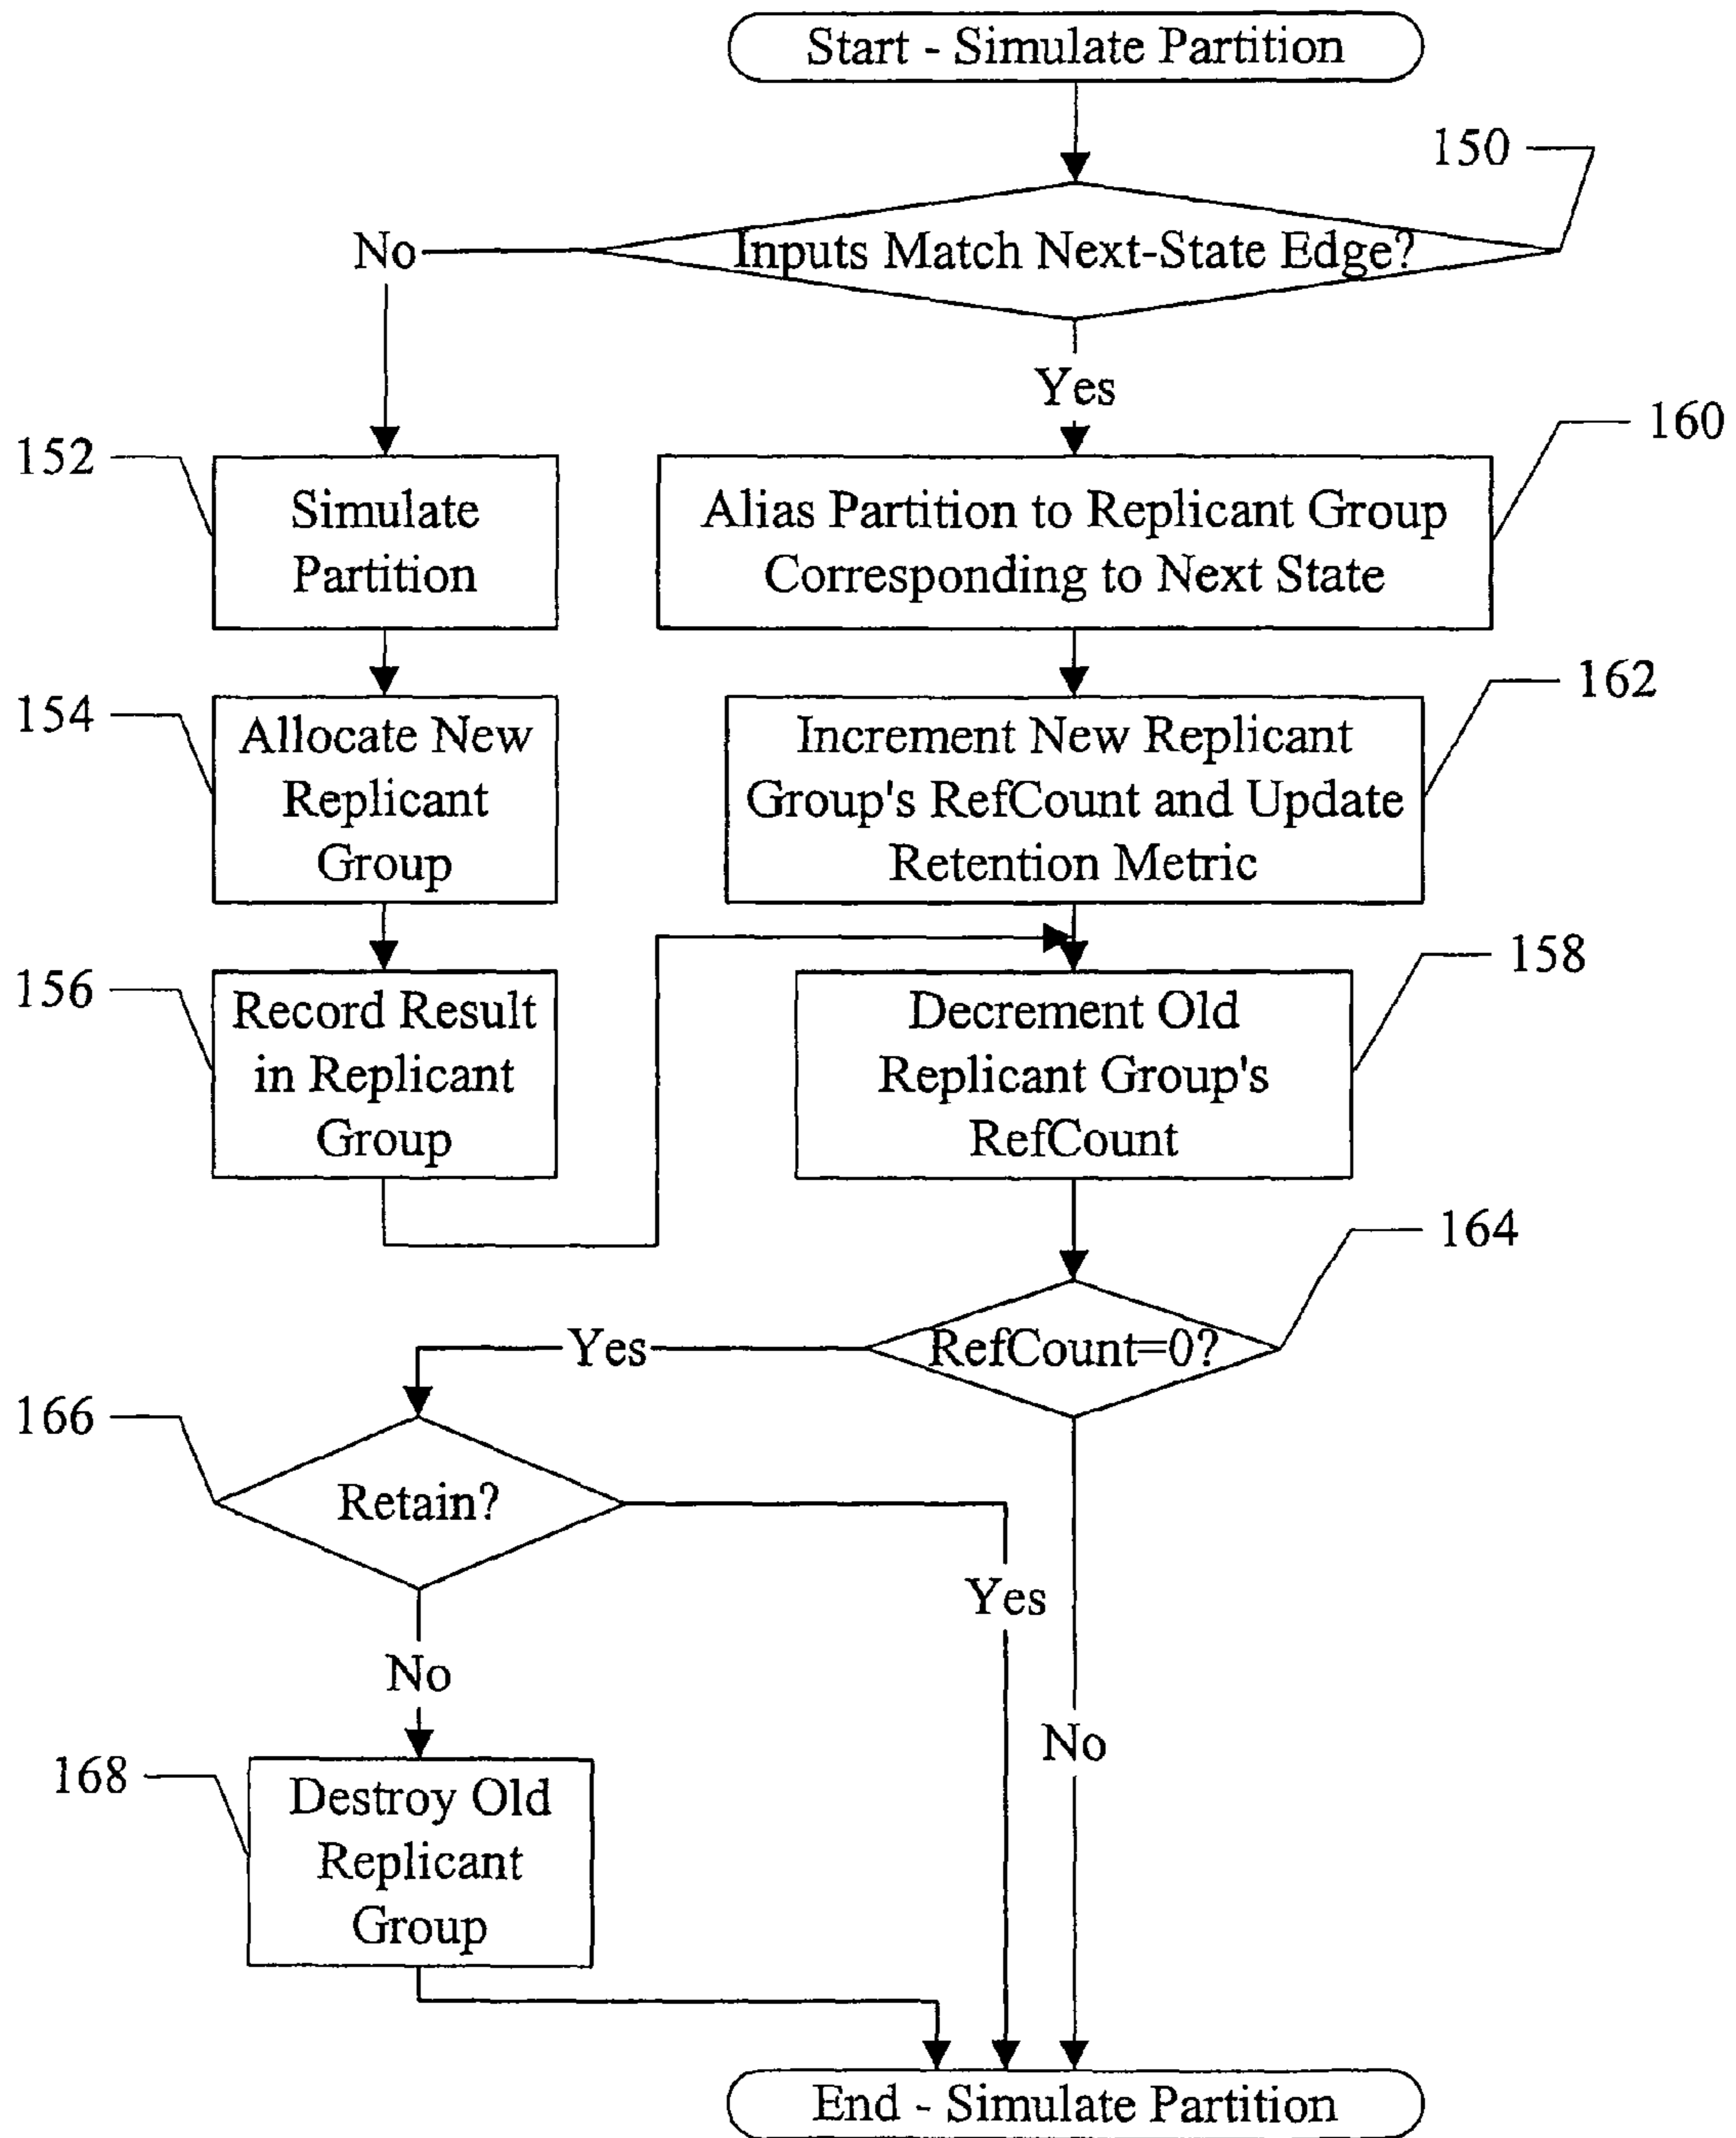 Start - Simulate Partition
150
Inputs Match Next-State Edge?
No
Yes
160
152
Simulate
Partition
Alias Partition to Replicant Group
Corresponding to Next State
162
154
Allocate New
Replicant
Group
Increment New Replicant
Group's RefCount and Update
Retention Metric
158
156
Record Result
in Replicant
Group
Decrement Old
Replicant Group's
RefCount
164
Yes
RefCount=0?
166
Retain?
Yes
No
No
168
Destroy Old
Replicant
Group
End - Simulate Partition